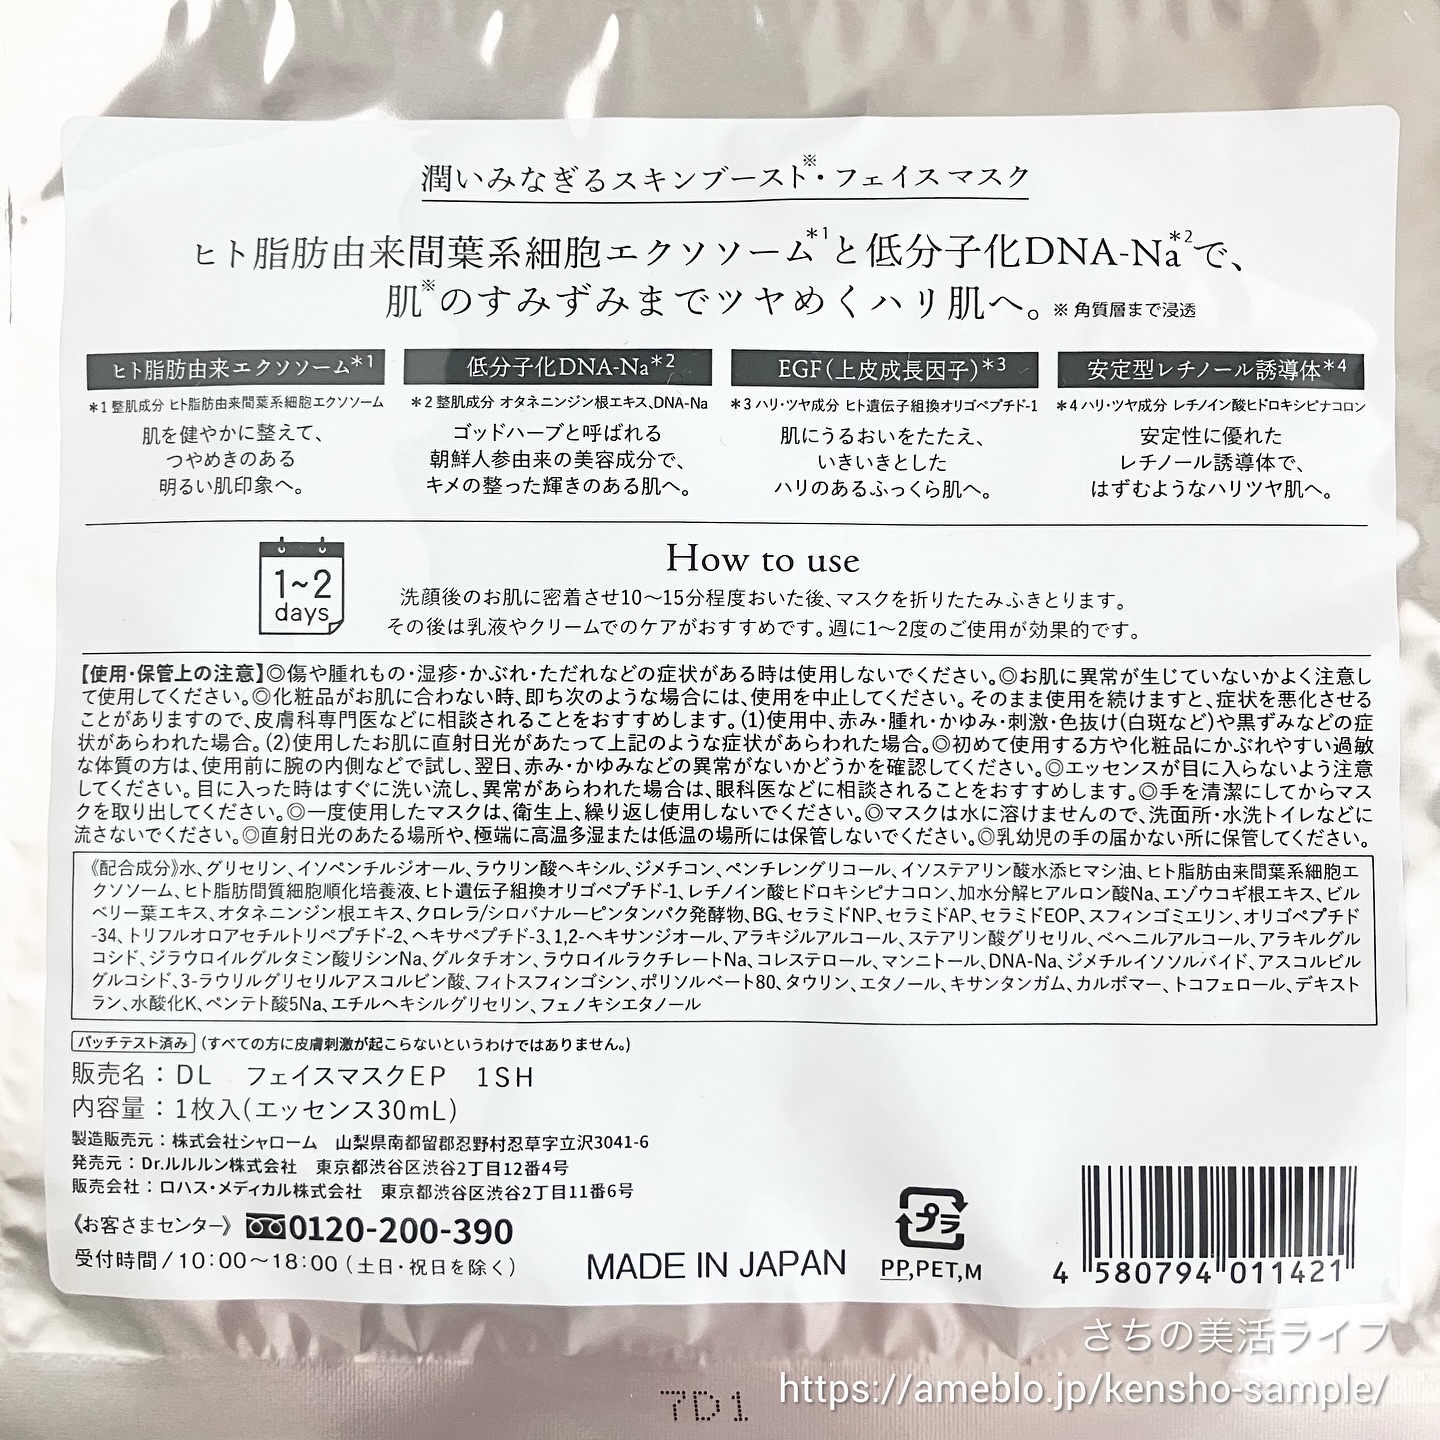 潤いみなぎるスキンブースト※・フェイスマスク
ヒト脂肪由来間葉系細胞エクソソーム*1と低分子化DNA-Na*2で、
肌※のすみずみまでツヤめくハリ肌へ。※ 角質層まで浸透
ヒト脂肪由来エクソソーム*1
*1 整肌成分 ヒト脂肪由来間葉系細胞エクソソーム
肌を健やかに整えて、
つやめきのある
明るい肌印象へ。
低分子化DNA-Na*2
*2 整肌成分 オタネニンジン根エキス、DNA-Na
ゴッドハーブと呼ばれる
朝鮮人参由来の美容成分で、
キメの整った輝きのある肌へ。
EGF(上皮成長因子)*3
*3 ハリ・ツヤ成分 ヒト遺伝子組換オリゴペプチド-1
肌にうるおいをたたえ、
いきいきとした
ハリのあるふっくら肌へ。
安定型レチノール誘導体*4
*4 ハリ・ツヤ成分 レチノイン酸ヒドロキシピナコロン
安定性に優れた
レチノール誘導体で、
はずむようなハリツヤ肌へ。
1~2
days
How to use
洗顔後のお肌に密着させ10〜15分程度おいた後、マスクを折りたたみふきとります。
その後は乳液やクリームでのケアがおすすめです。週に1〜2度のご使用が効果的です。
【使用・保管上の注意】◎傷や腫れもの・湿疹・かぶれ・ただれなどの症状がある時は使用しないでください。◎お肌に異常が生じていないかよく注意し
て使用してください。◎化粧品がお肌に合わない時、即ち次のような場合には、使用を中止してください。そのまま使用を続けますと、症状を悪化させる
ことがありますので、皮膚科専門医などに相談されることをおすすめします。(1)使用中、赤み・腫れ・かゆみ・刺激・色抜け(白斑など)や黒ずみなどの症
状があらわれた場合。(2)使用したお肌に直射日光があたって上記のような症状があらわれた場合。◎初めて使用する方や化粧品にかぶれやすい過敏
な体質の方は、使用前に腕の内側などで試し、翌日、赤み・かゆみなどの異常がないかどうかを確認してください。◎エッセンスが目に入らないよう注意
してください。目に入った時はすぐに洗い流し、異常があらわれた場合は、眼科医などに相談されることをおすすめします。◎手を清潔にしてからマス
クを取り出してください。◎一度使用したマスクは、衛生上、繰り返し使用しないでください。◎マスクは水に溶けませんので、洗面所・水洗トイレなどに
流さないでください。◎直射日光のあたる場所や、極端に高温多湿または低温の場所には保管しないでください。◎乳幼児の手の届かない所に保管してください。
《配合成分》水、グリセリン、イソペンチルジオール、ラウリン酸ヘキシル、ジメチコン、ペンチレングリコール、イソステアリン酸水添ヒマシ油、ヒト脂肪由来間葉系細胞エ
クソソーム、ヒト脂肪間質細胞順化培養液、ヒト遺伝子組換オリゴペプチド-1、レチノイン酸ヒドロキシピナコロン、加水分解ヒアルロン酸Na、エゾウコギ根エキス、ビル
ベリー葉エキス、オタネニンジン根エキス、クロレラ/シロバナルーピンタンパク発酵物、BG、セラミドNP、セラミドAP、セラミドEOP、スフィンゴミエリン、オリゴペプチド
-34、トリフルオロアセチルトリペプチド-2、ヘキサペプチド-3、1,2-ヘキサンジオール、アラキジルアルコール、ステアリン酸グリセリル、ベヘニルアルコール、アラキルグル
コシド、ジラウロイルグルタミン酸リシンNa、グルタチオン、ラウロイルラクチレートNa、コレステロール、マンニトール、DNA-Na、ジメチルイソソルバイド、アスコルビル
グルコシド、3-ラウリルグリセリルアスコルビン酸、フィトスフィンゴシン、ポリソルベート80、タウリン、エタノール、キサンタンガム、カルボマー、トコフェロール、デキスト
ラン、水酸化K、ペンテト酸5Na、エチルヘキシルグリセリン、フェノキシエタノール
パッチテスト済み (すべての方に皮膚刺激が起こらないというわけではありません。)
販売名：DL　フェイスマスクEP　1SH
内容量：1枚入(エッセンス30mL)
製造販売元：株式会社シャローム　山梨県南都留郡忍野村忍草字立沢3041-6
発売元：Dr.ルルルン株式会社　東京都渋谷区渋谷2丁目12番4号
販売会社：ロハス・メディカル株式会社　東京都渋谷区渋谷2丁目11番6号
《お客さまセンター》0120-200-390
受付時間/10:00〜18:00(土日・祝日を除く)
MADE IN JAPAN
プラ
PP,PET,M
4 580794 011421
さちの美活ライフ
https://ameblo.jp/kensho-sample/
7D1